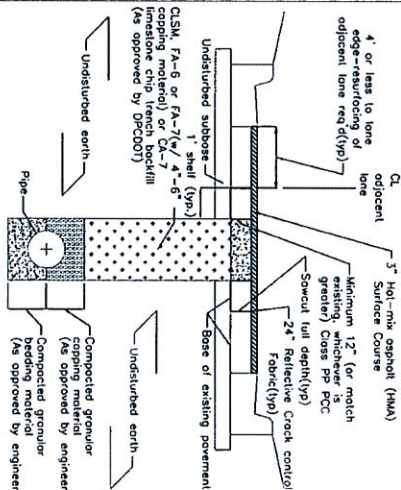 CL
adjacent
lane
4' or less to lane
edge-resurfacing of
adjacent lane req'd(typ)
3" Hot-mix asphalt (HMA)
Surface Course
Minimum 12" (or match
existing, whichever is
greater) Class PP PCC
24" Reflective Crack control
Fabric(typ)
Sawcut full depth(typ)
Base of existing pavement
Undisturbed subbase
1' shelf (typ.)
CLSM, FA-6 or FA-7(w/ 4"-6"
capping material) or CA-7
limestone chip trench backfill
(As approved by DPCDOT)
Undisturbed earth
Undisturbed earth
Pipe
Compacted granular
capping material
(As approved by engineer)
Compacted granular
bedding material
(As approved by engineer)